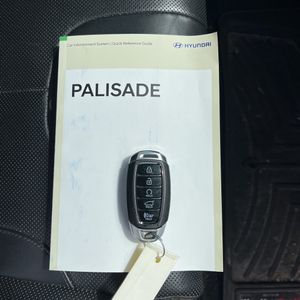 Car Infotainment System | Quick Reference Guide
HYUNDAI
PALISADE